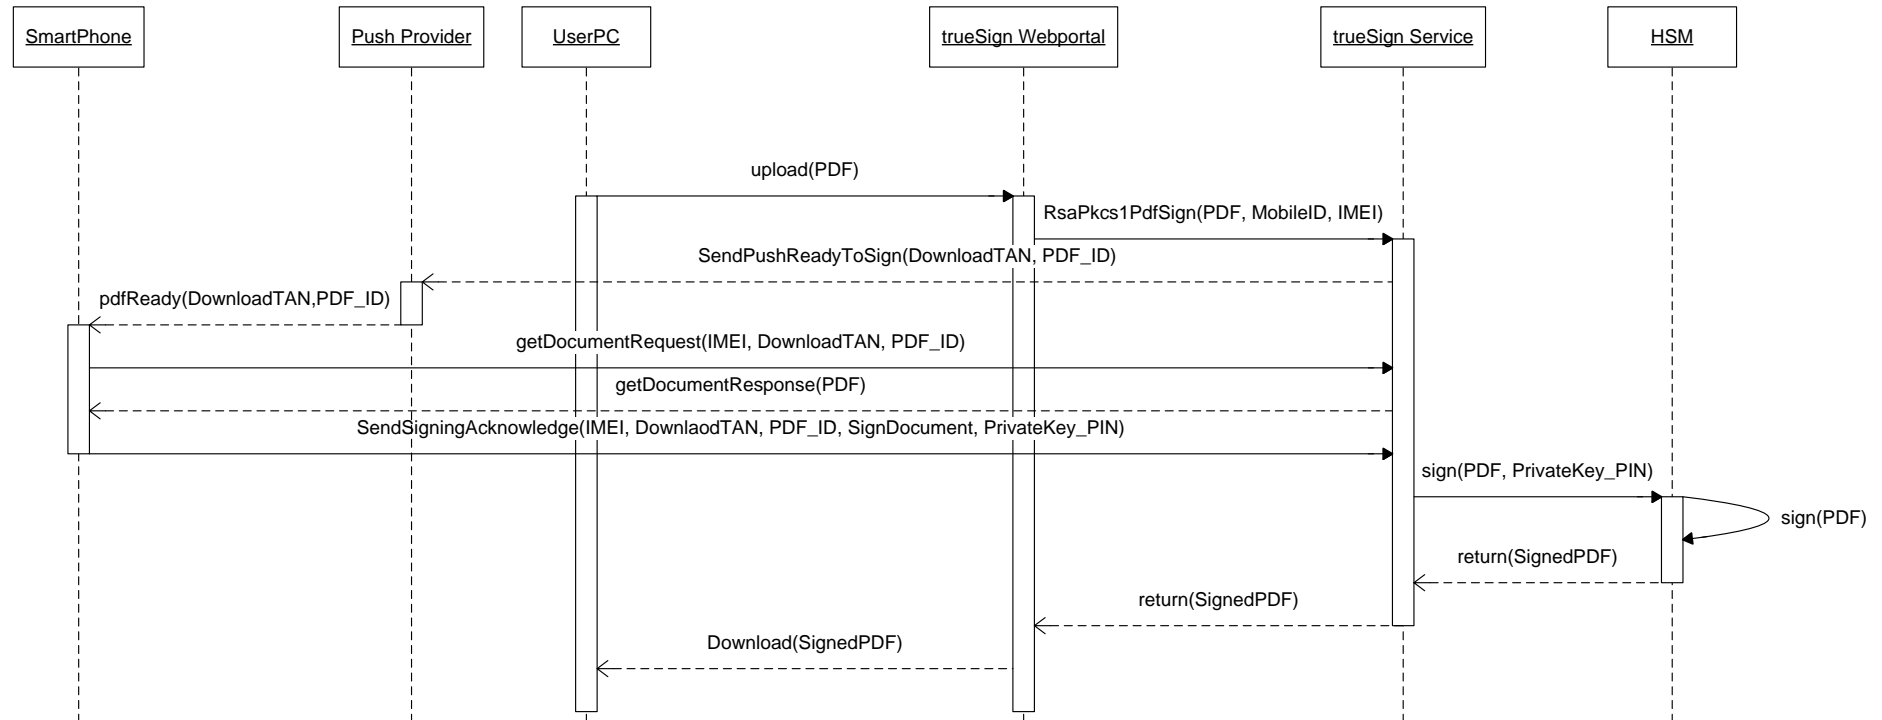 SmartPhone
Push Provider
UserPC
trueSign Webportal
trueSign Service
HSM
upload(PDF)
RsaPkcs1PdfSign(PDF, MobileID, IMEI)
SendPushReadyToSign(DownloadTAN, PDF_ID)
pdfReady(DownloadTAN,PDF_ID)
getDocumentRequest(IMEI, DownloadTAN, PDF_ID)
getDocumentResponse(PDF)
SendSigningAcknowledge(IMEI, DownlaodTAN, PDF_ID, SignDocument, PrivateKey_PIN)
sign(PDF, PrivateKey_PIN)
sign(PDF)
return(SignedPDF)
return(SignedPDF)
Download(SignedPDF)